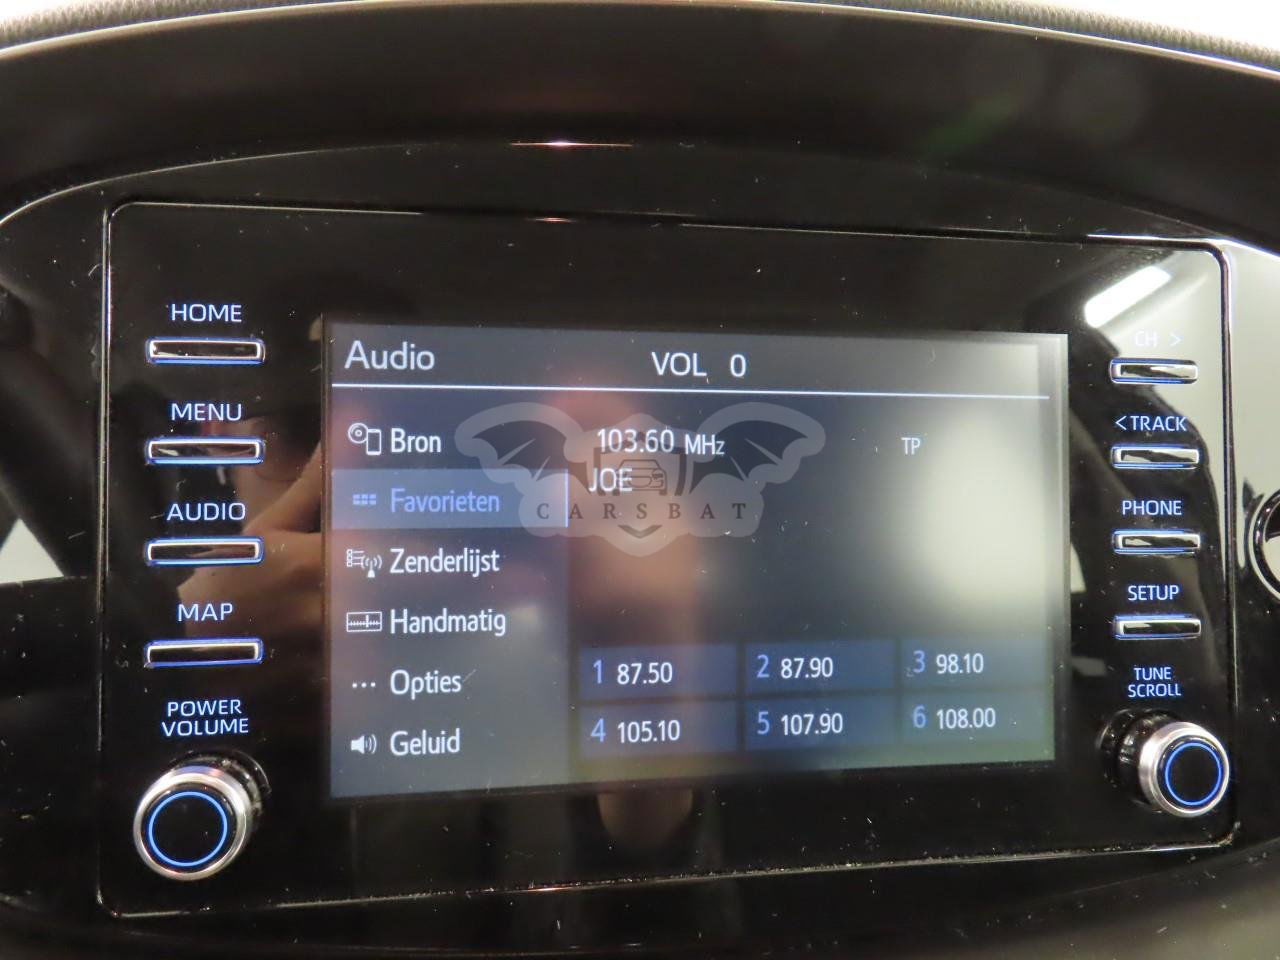 HOME
MENU
AUDIO
MAP
POWER
VOLUME
Audio VOL 0
Bron
Favorieten
Zenderlijst
Handmatig
Opties
Geluid
103.60 MHz TP
JOE
CARSBAT
1 87.50 2 87.90 3 98.10
4 105.10 5 107.90 6 108.00
CH >
< TRACK
PHONE
SETUP
TUNE
SCROLL